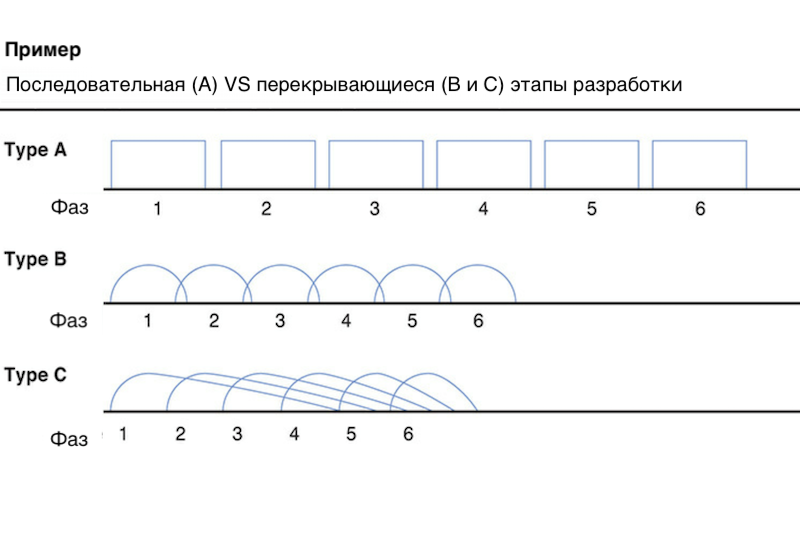 Пример
Последовательная (A) VS перекрывающиеся (B и C) этапы разработки
Type A
Фаз 1 2 3 4 5 6
Type B
Фаз 1 2 3 4 5 6
Type C
Фаз 1 2 3 4 5 6